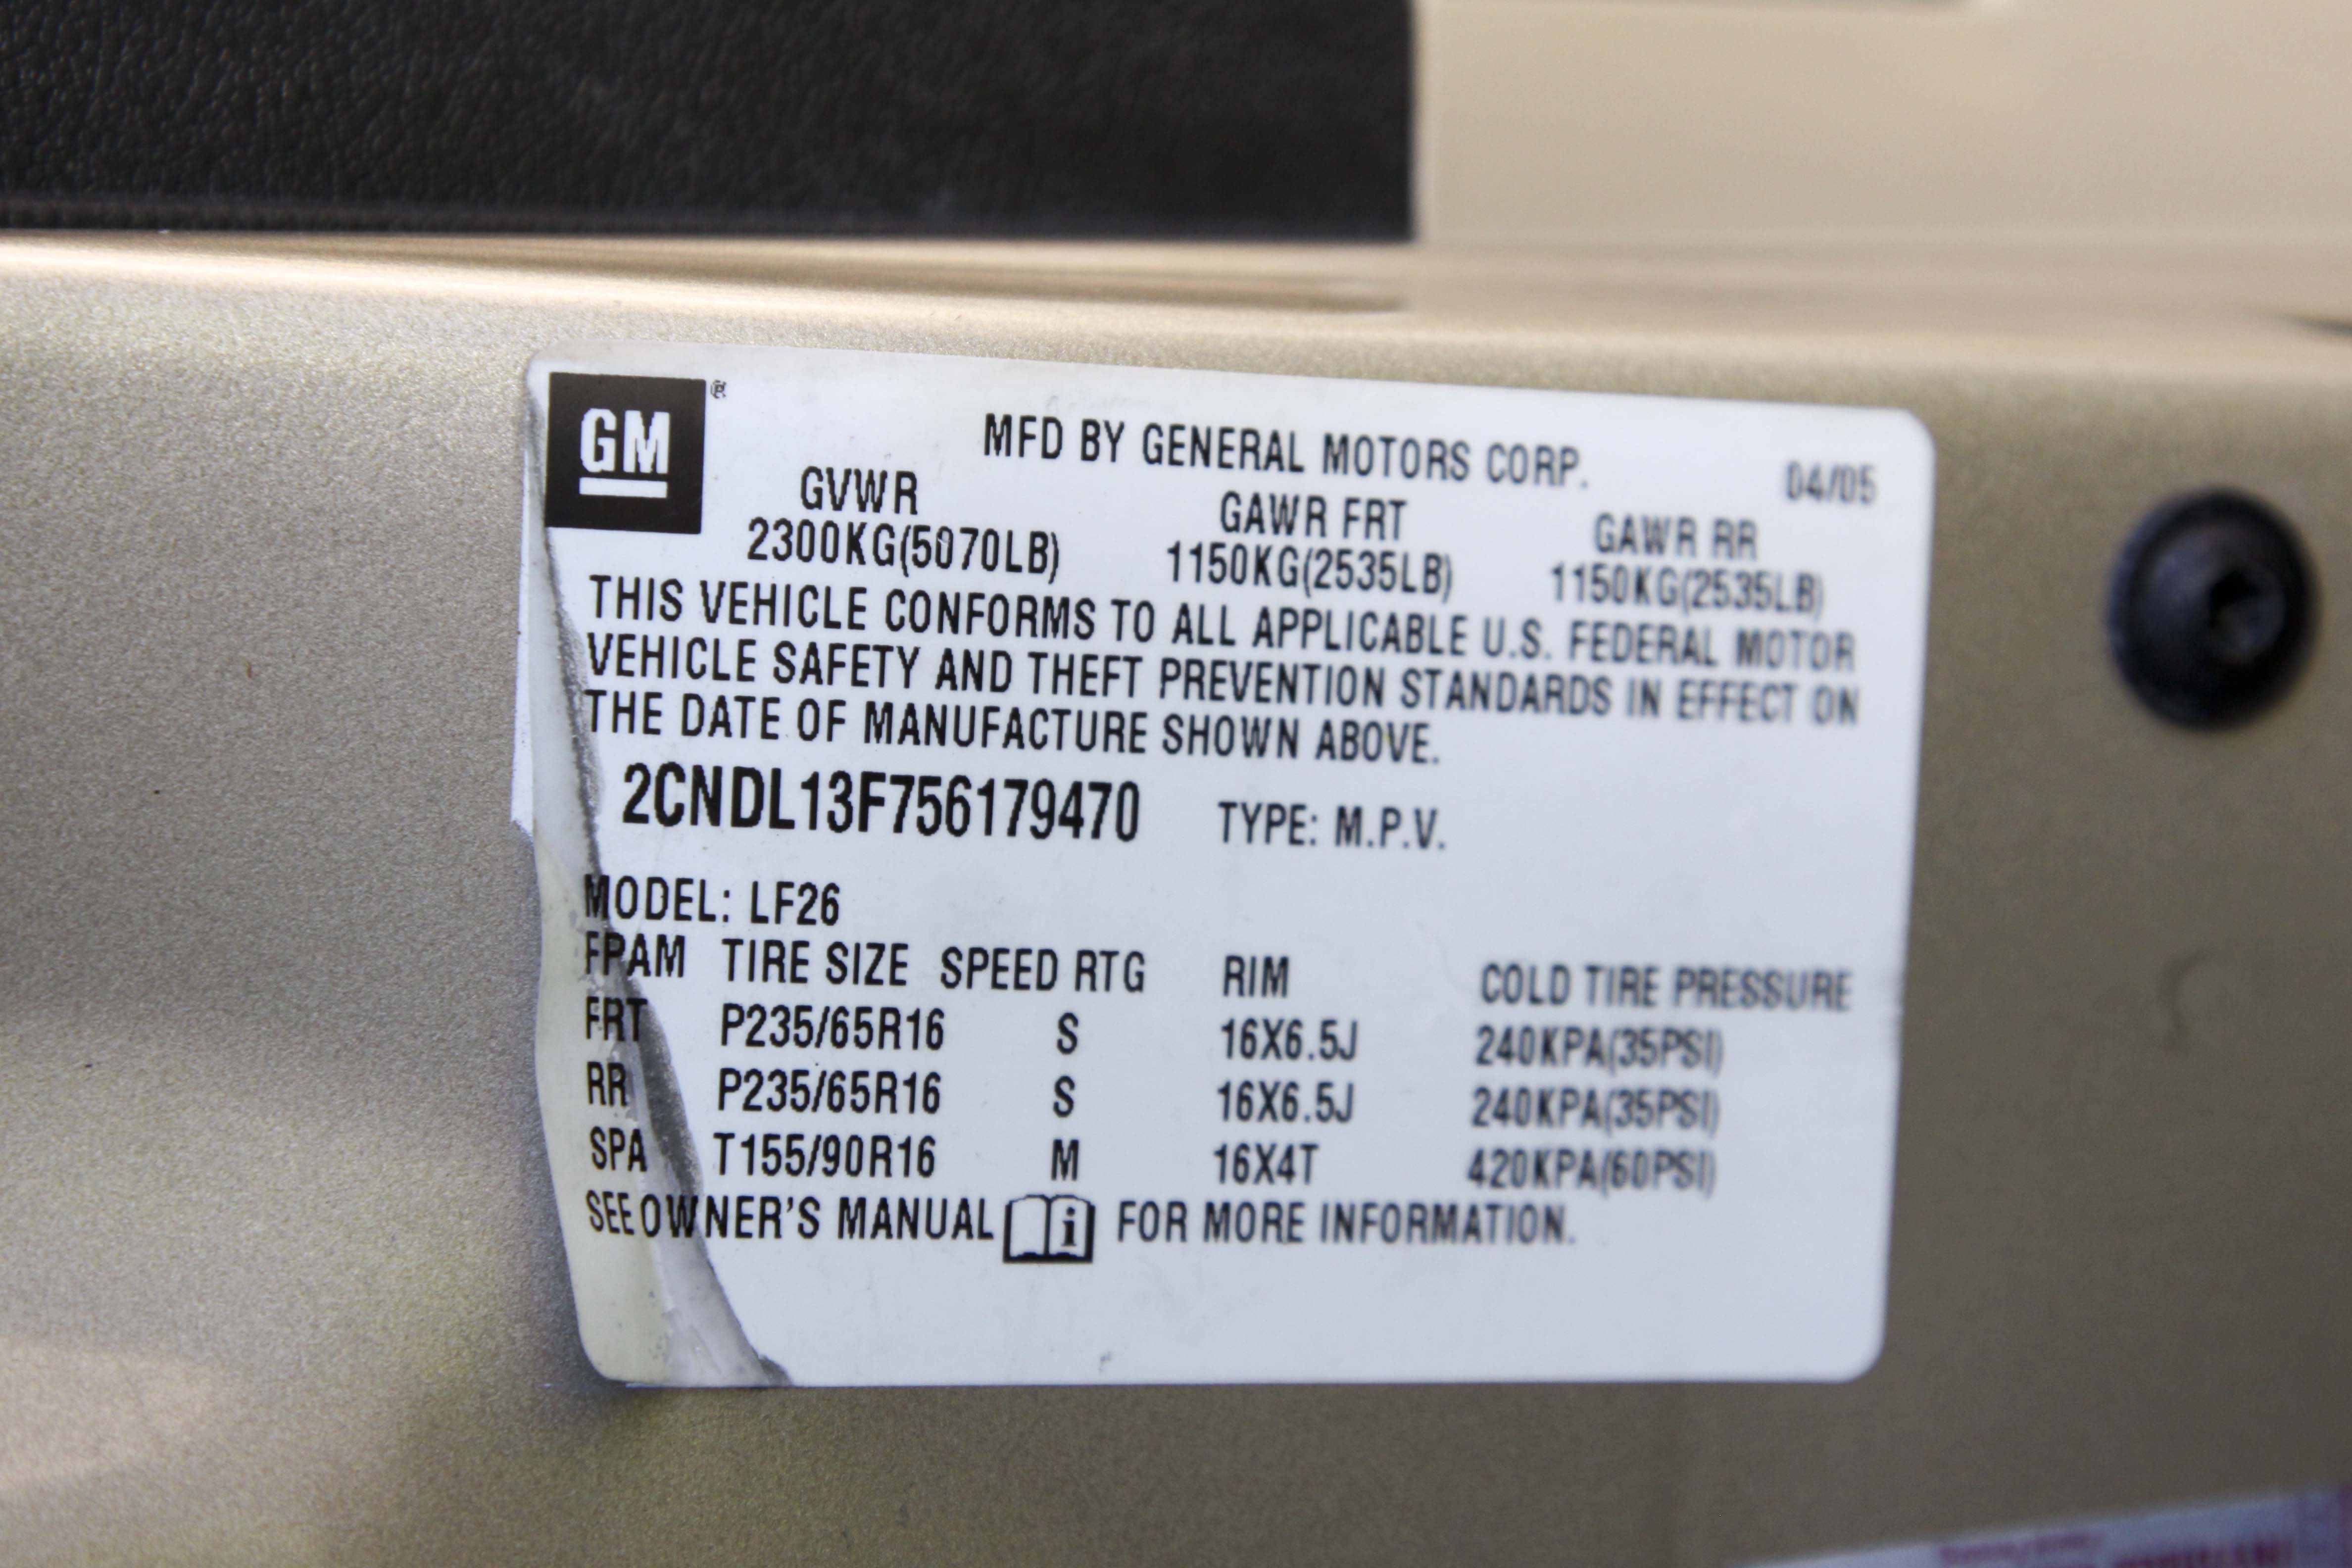 GM ®
MFD BY GENERAL MOTORS CORP. 04/05
GVWR GAWR FRT GAWR RR
2300KG(5070LB) 1150KG(2535LB) 1150KG(2535LB)
THIS VEHICLE CONFORMS TO ALL APPLICABLE U.S. FEDERAL MOTOR
VEHICLE SAFETY AND THEFT PREVENTION STANDARDS IN EFFECT ON
THE DATE OF MANUFACTURE SHOWN ABOVE.
2CNDL13F756179470 TYPE: M.P.V.
MODEL: LF26
TIRE SIZE SPEED RTG RIM COLD TIRE PRESSURE
FRT P235/65R16 S 16X6.5J 240KPA(35PSI)
RR P235/65R16 S 16X6.5J 240KPA(35PSI)
SPA T155/90R16 M 16X4T 420KPA(60PSI)
SEE OWNER'S MANUAL i FOR MORE INFORMATION.